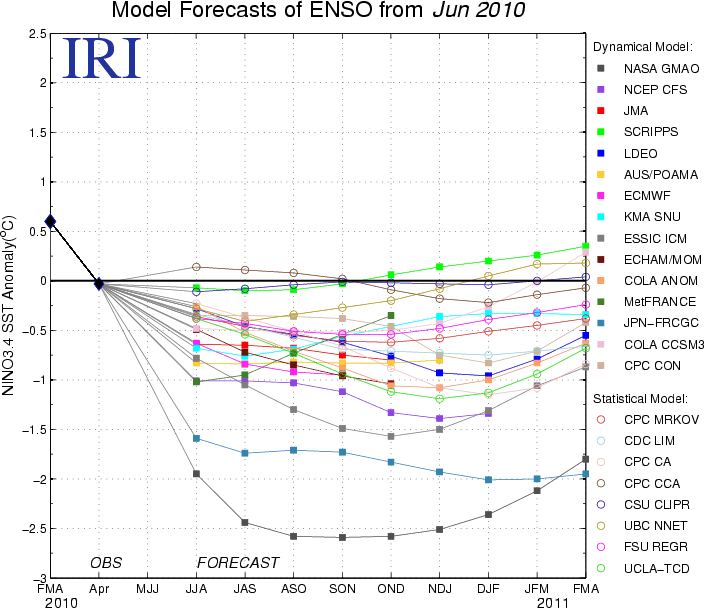 Model Forecasts of ENSO from Jun 2010
IRI
NINO3.4 SST Anomaly(°C)
2.5
2
1.5
1
0.5
0
−0.5
−1
−1.5
−2
−2.5
−3
OBS FORECAST
FMA Apr MJJ JJA JAS ASO SON OND NDJ DJF JFM FMA
2010 2011
Dynamical Model:
NASA GMAO
NCEP CFS
JMA
SCRIPPS
LDEO
AUS/POAMA
ECMWF
KMA SNU
ESSIC ICM
ECHAM/MOM
COLA ANOM
MetFRANCE
JPN−FRCGC
COLA CCSM3
CPC CON
Statistical Model:
CPC MRKOV
CDC LIM
CPC CA
CPC CCA
CSU CLIPR
UBC NNET
FSU REGR
UCLA−TCD